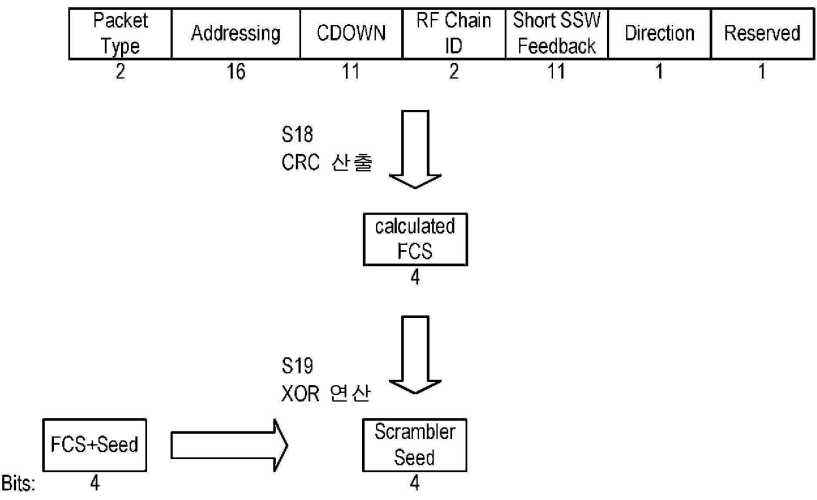 Packet Type
Addressing
CDOWN
RF Chain ID
Short SSW Feedback
Direction
Reserved
2
16
11
2
11
1
1
S18
CRC 산출
calculated
FCS
4
S19
XOR 연산
FCS+Seed
Scrambler
Seed
Bits:
4
4